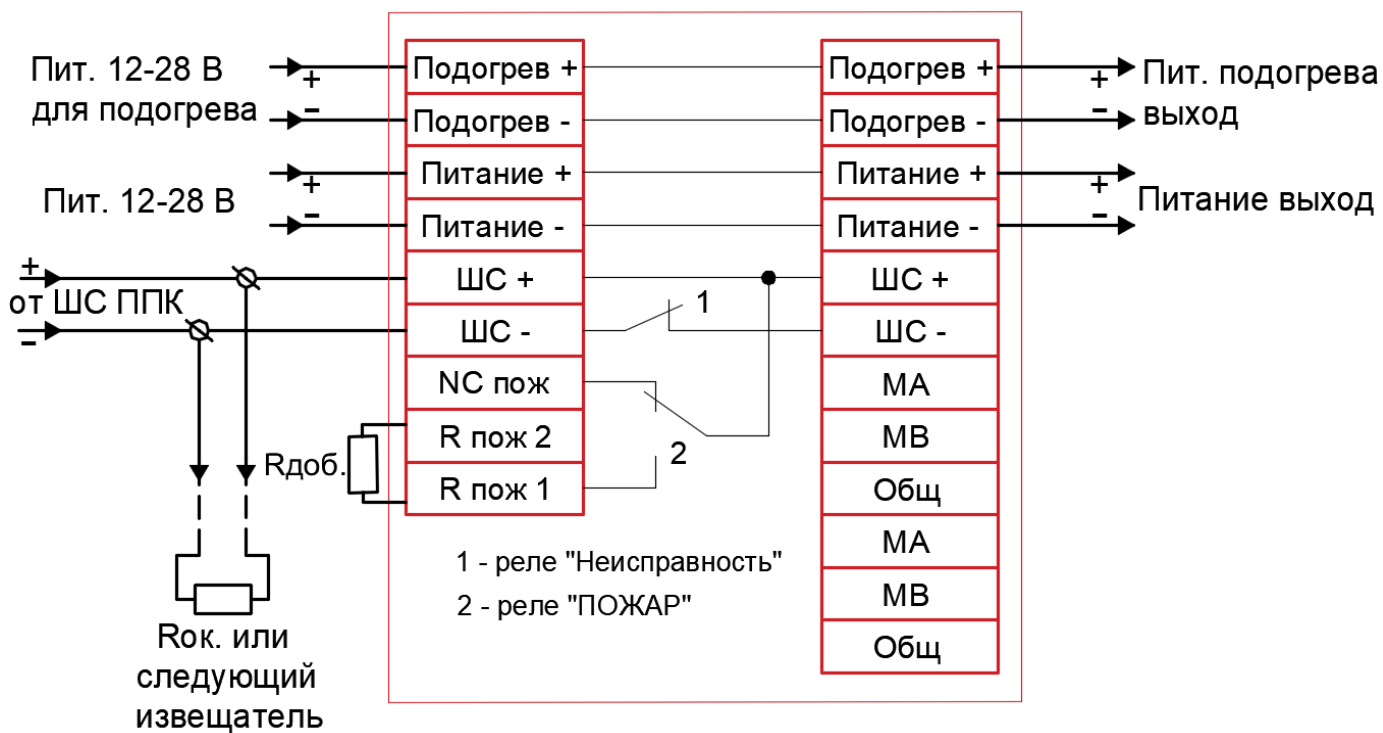 Пит. 12-28 В
для подогрева
+
-
Пит. 12-28 В
+
-
+
от ШС ППК
-
Подогрев +
Подогрев -
Питание +
Питание -
ШС +
ШС -
NC пож
R пож 2
R пож 1
Rдоб.
1
2
Подогрев +
Подогрев -
Питание +
Питание -
ШС +
ШС -
МА
МВ
Общ
МА
МВ
Общ
+
-
Пит. подогрева
выход
+
-
Питание выход
1 - реле "Неисправность"
2 - реле "ПОЖАР"
Rок. или
следующий
извещатель